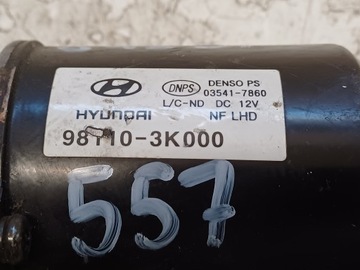 DNPS
DENSO PS
03541-7860
L/C-ND DC 12V
HYUNDAI
NF LHD
98110-3K000
557